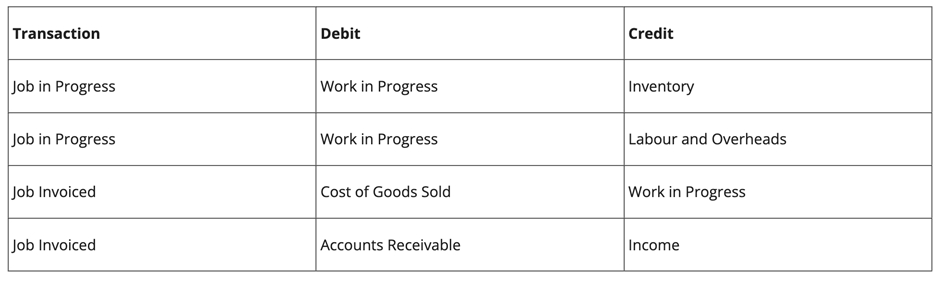 Transaction Debit Credit
Job in Progress Work in Progress Inventory
Job in Progress Work in Progress Labour and Overheads
Job Invoiced Cost of Goods Sold Work in Progress
Job Invoiced Accounts Receivable Income